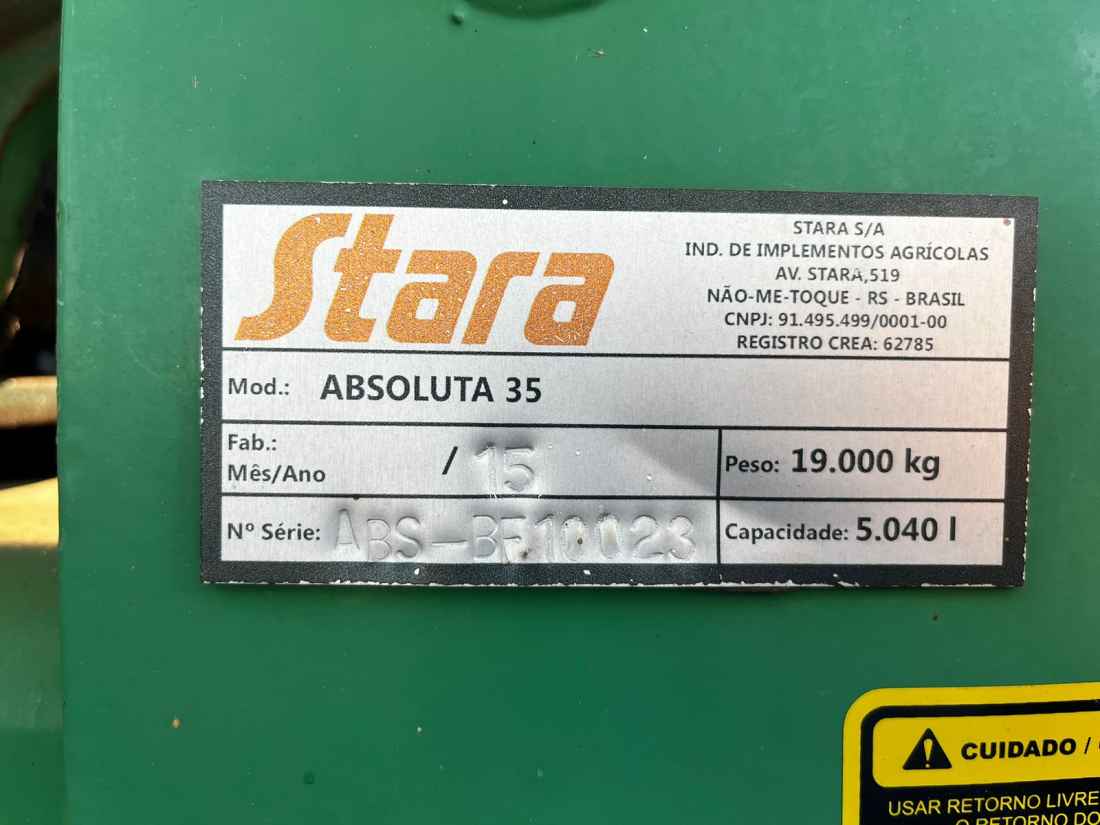 Stara
STARA S/A
IND. DE IMPLEMENTOS AGRÍCOLAS
AV. STARA,519
NÃO-ME-TOQUE - RS - BRASIL
CNPJ: 91.495.499/0001-00
REGISTRO CREA: 62785
Mod.: ABSOLUTA 35
Fab.:
Mês/Ano / 15
Peso: 19.000 kg
Nº Série: ABS-BF10023
Capacidade: 5.040 l
CUIDADO /
USAR RETORNO LIVRE
O RETORNO DO